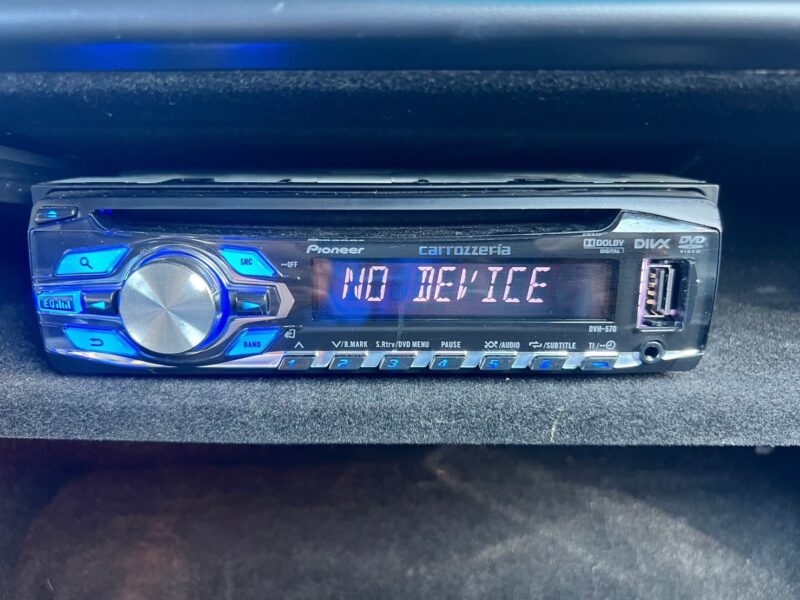 Pioneer
carrozzeria
DOLBY
DIGITAL
DIVX
DVD
VIDEO
SRC
--OFF
NO DEVICE
EQ
DVH-570
BAND
/B.MARK
S.Rtrv/DVD MENU
PAUSE
/AUDIO
/SUBTITLE
TI/
1
2
3
4
5
6